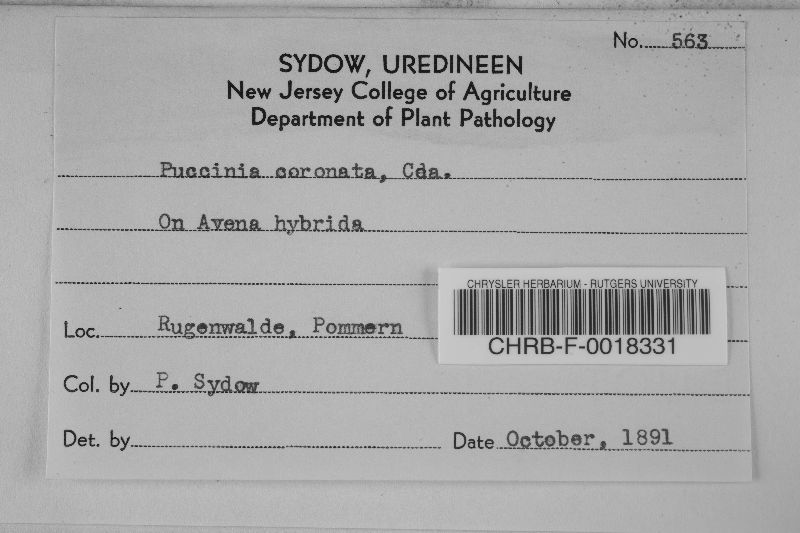 No. 563
SYDOW, UREDINEEN
New Jersey College of Agriculture
Department of Plant Pathology
Puccinia coronata, Cda.
On Avena hybrida
CHRYSLER HERBARIUM - RUTGERS UNIVERSITY
CHRB-F-0018331
Loc. Rugenwalde, Pommern
Col. by P. Sydow
Det. by
Date October, 1891